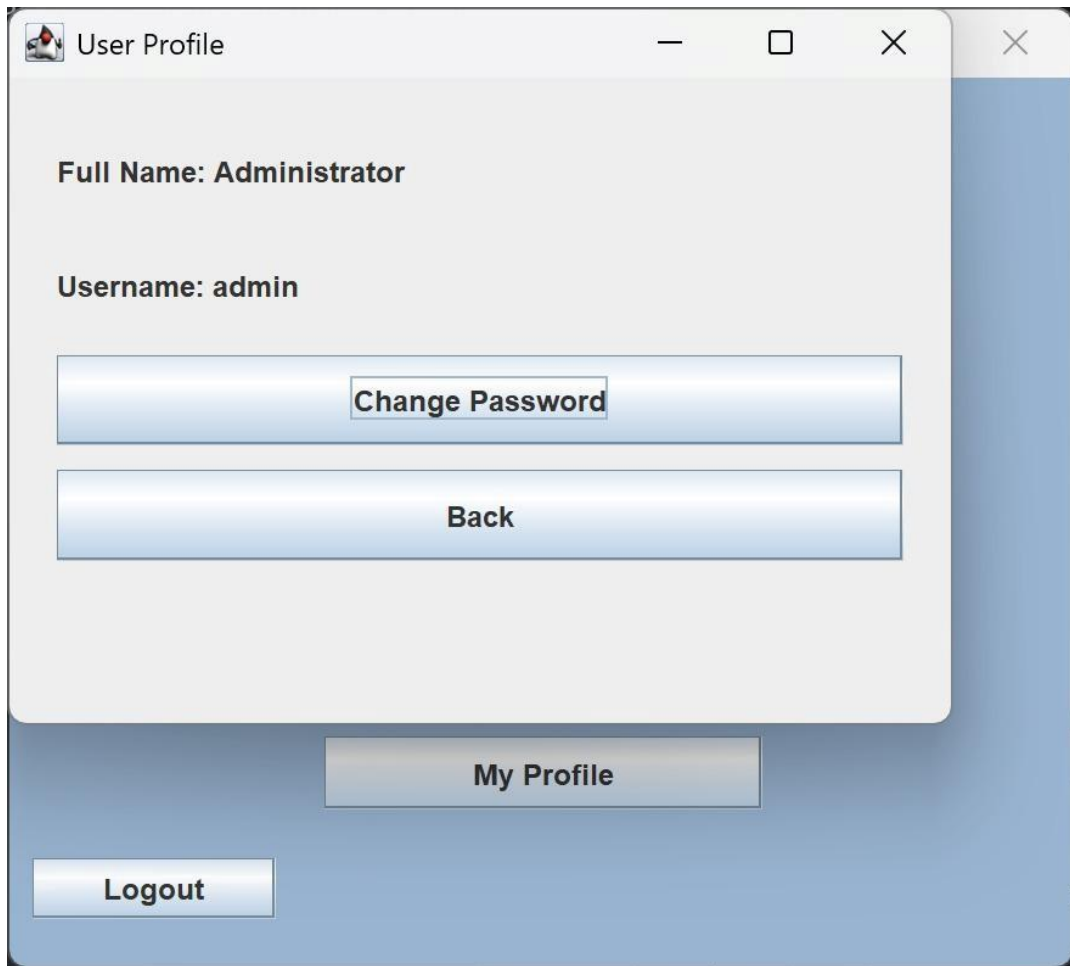 User Profile
Full Name: Administrator
Username: admin
Change Password
Back
My Profile
Logout